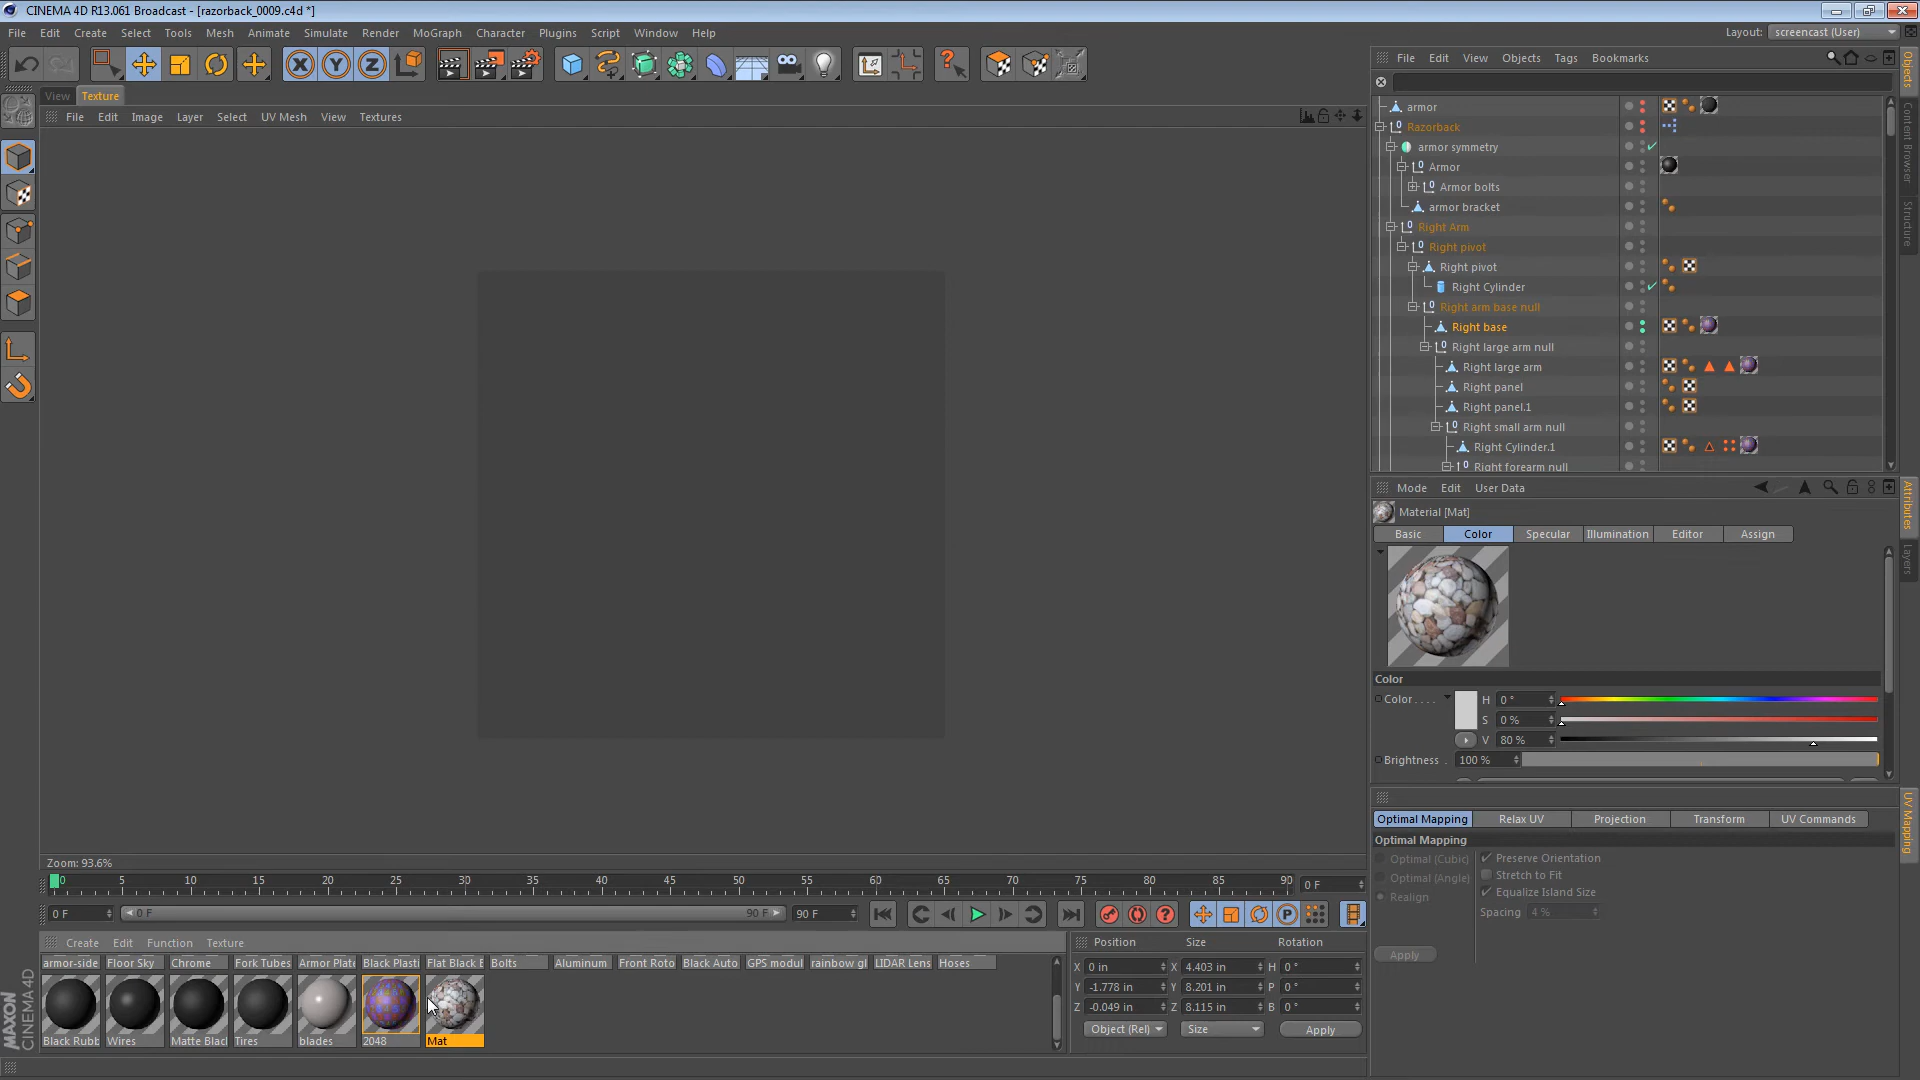 CINEMA 4D R13.061 Broadcast - [razorback_0009.c4d *]
File Edit Create Select Tools Mesh Animate Simulate Render MoGraph Character Plugins Script Window Help
Layout: screencast (User)
View Texture
File Edit Image Layer Select UV Mesh View Textures
File Edit View Objects Tags Bookmarks
armor
Razorback
armor symmetry
Armor
Armor bolts
armor bracket
Right Arm
Right pivot
Right pivot
Right Cylinder
Right arm base null
Right base
Right large arm null
Right large arm
Right panel
Right panel.1
Right small arm null
Right Cylinder.1
Right forearm null
Objects
Content Browser
Structure
Mode Edit User Data
Material [Mat]
Basic Color Specular Illumination Editor Assign
Color
Color . . . . H 0 °
S 0 %
V 80 %
Brightness . 100 %
Attributes
Layers
Optimal Mapping Relax UV Projection Transform UV Commands
Optimal Mapping
Optimal (Cubic) Preserve Orientation
Optimal (Angle) Stretch to Fit
Realign Equalize Island Size
Spacing 4 %
Apply
UV Mapping
Zoom: 93.6%
0 5 10 15 20 25 30 35 40 45 50 55 60 65 70 75 80 85 90 0 F
0 F 0 F 90 F 90 F
Create Edit Function Texture
armor-side Floor Sky Chrome Fork Tubes Armor Plate Black Plasti Flat Black B Bolts Aluminum Front Roto Black Auto GPS modul rainbow gl LIDAR Lens Hoses
Black Rubb Wires Matte Blacl Tires blades 2048 Mat
Position Size Rotation
X 0 in X 4.403 in H 0 °
Y -1.778 in Y 8.201 in P 0 °
Z -0.049 in Z 8.115 in B 0 °
Object (Rel) Size Apply
MAXON
CINEMA 4D